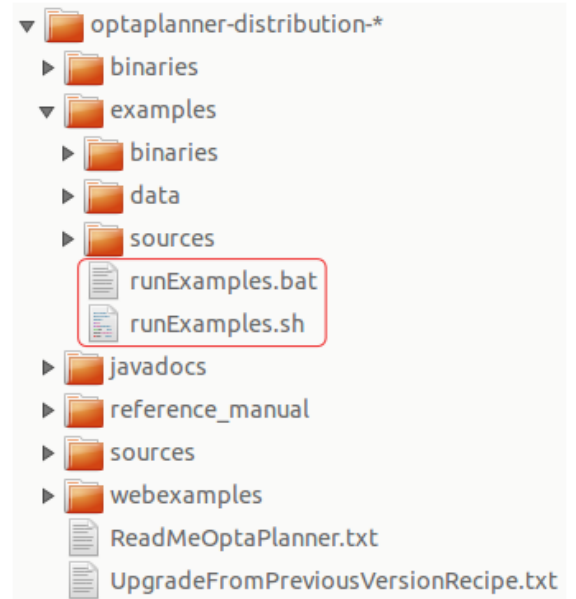 optaplanner-distribution-*
binaries
examples
binaries
data
sources
runExamples.bat
runExamples.sh
javadocs
reference_manual
sources
webexamples
ReadMeOptaPlanner.txt
UpgradeFromPreviousVersionRecipe.txt